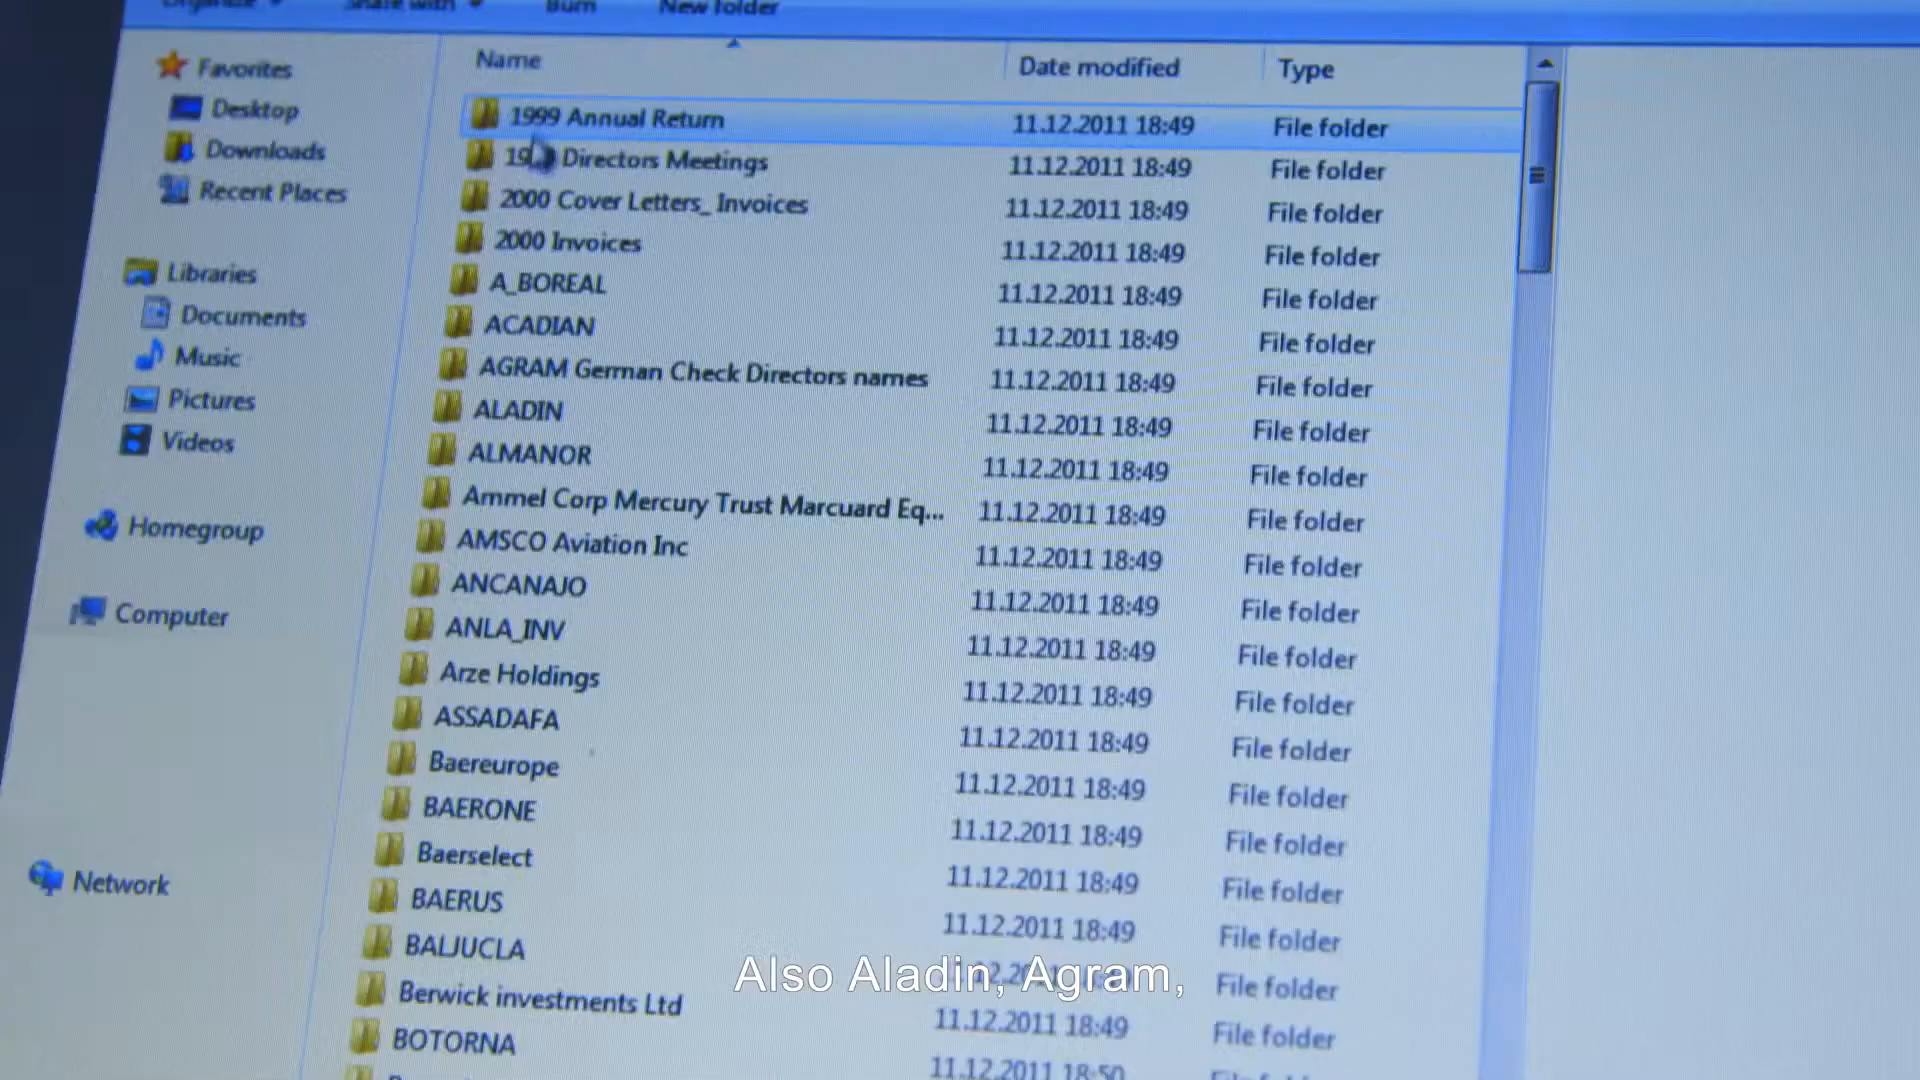 Organize Share with Burn New folder
Favorites
Desktop
Downloads
Recent Places
Libraries
Documents
Music
Pictures
Videos
Homegroup
Computer
Network
Name Date modified Type
1999 Annual Return 11.12.2011 18:49 File folder
Directors Meetings 11.12.2011 18:49 File folder
2000 Cover Letters_ Invoices 11.12.2011 18:49 File folder
2000 Invoices 11.12.2011 18:49 File folder
A_BOREAL 11.12.2011 18:49 File folder
ACADIAN 11.12.2011 18:49 File folder
AGRAM German Check Directors names 11.12.2011 18:49 File folder
ALADIN 11.12.2011 18:49 File folder
ALMANOR 11.12.2011 18:49 File folder
Ammel Corp Mercury Trust Marcuard Eq... 11.12.2011 18:49 File folder
AMSCO Aviation Inc 11.12.2011 18:49 File folder
ANCANAJO 11.12.2011 18:49 File folder
ANLA_INV 11.12.2011 18:49 File folder
Arze Holdings 11.12.2011 18:49 File folder
ASSADAFA 11.12.2011 18:49 File folder
Baereurope 11.12.2011 18:49 File folder
BAERONE 11.12.2011 18:49 File folder
Baerselect 11.12.2011 18:49 File folder
BAERUS 11.12.2011 18:49 File folder
BALJUCLA File folder
Berwick investments Ltd 11.12.2011 18:49 File folder
BOTORNA 11.12.2011 18:50
Also Aladin, Agram,